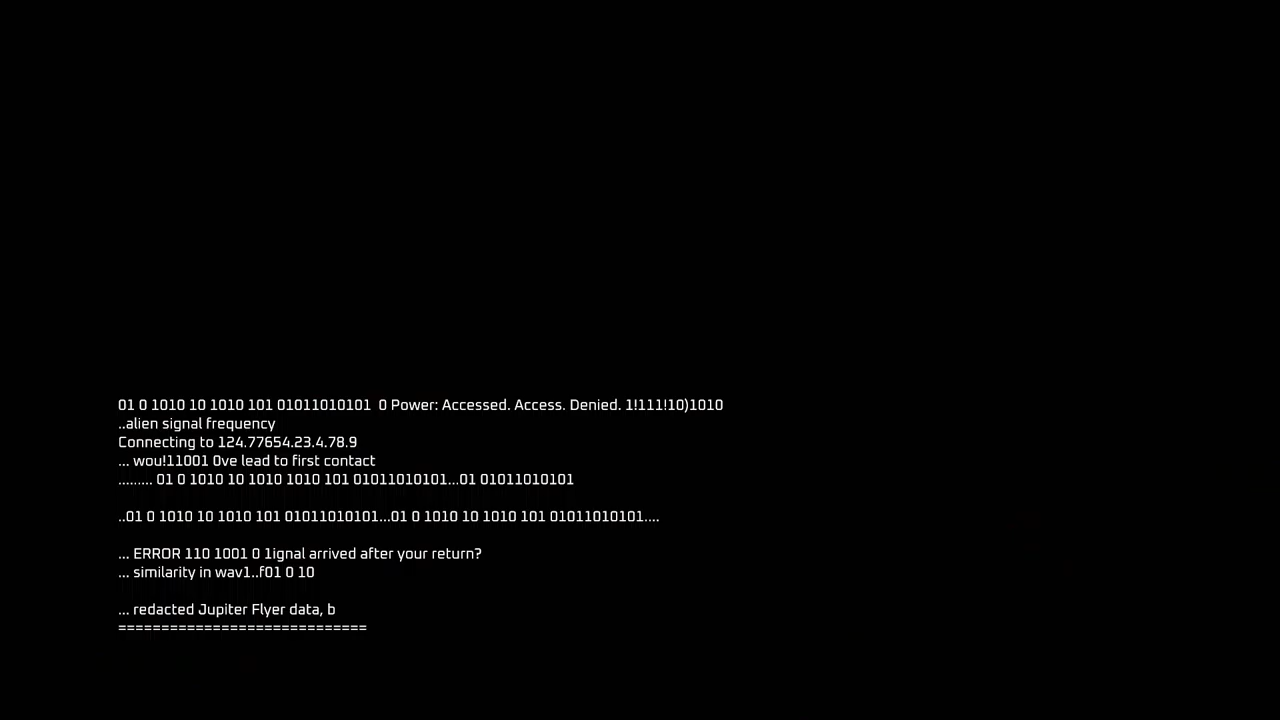 01 0 1010 10 1010 101 01011010101  0 Power: Accessed. Access. Denied. 1!111!10)1010
..alien signal frequency
Connecting to 124.77654.23.4.78.9
... wou!11001 0ve lead to first contact
......... 01 0 1010 10 1010 1010 101 01011010101...01 01011010101
..01 0 1010 10 1010 101 01011010101...01 0 1010 10 1010 101 01011010101....
... ERROR 110 1001 0 1ignal arrived after your return?
... similarity in wav1..f01 0 10
... redacted Jupiter Flyer data, b
=============================